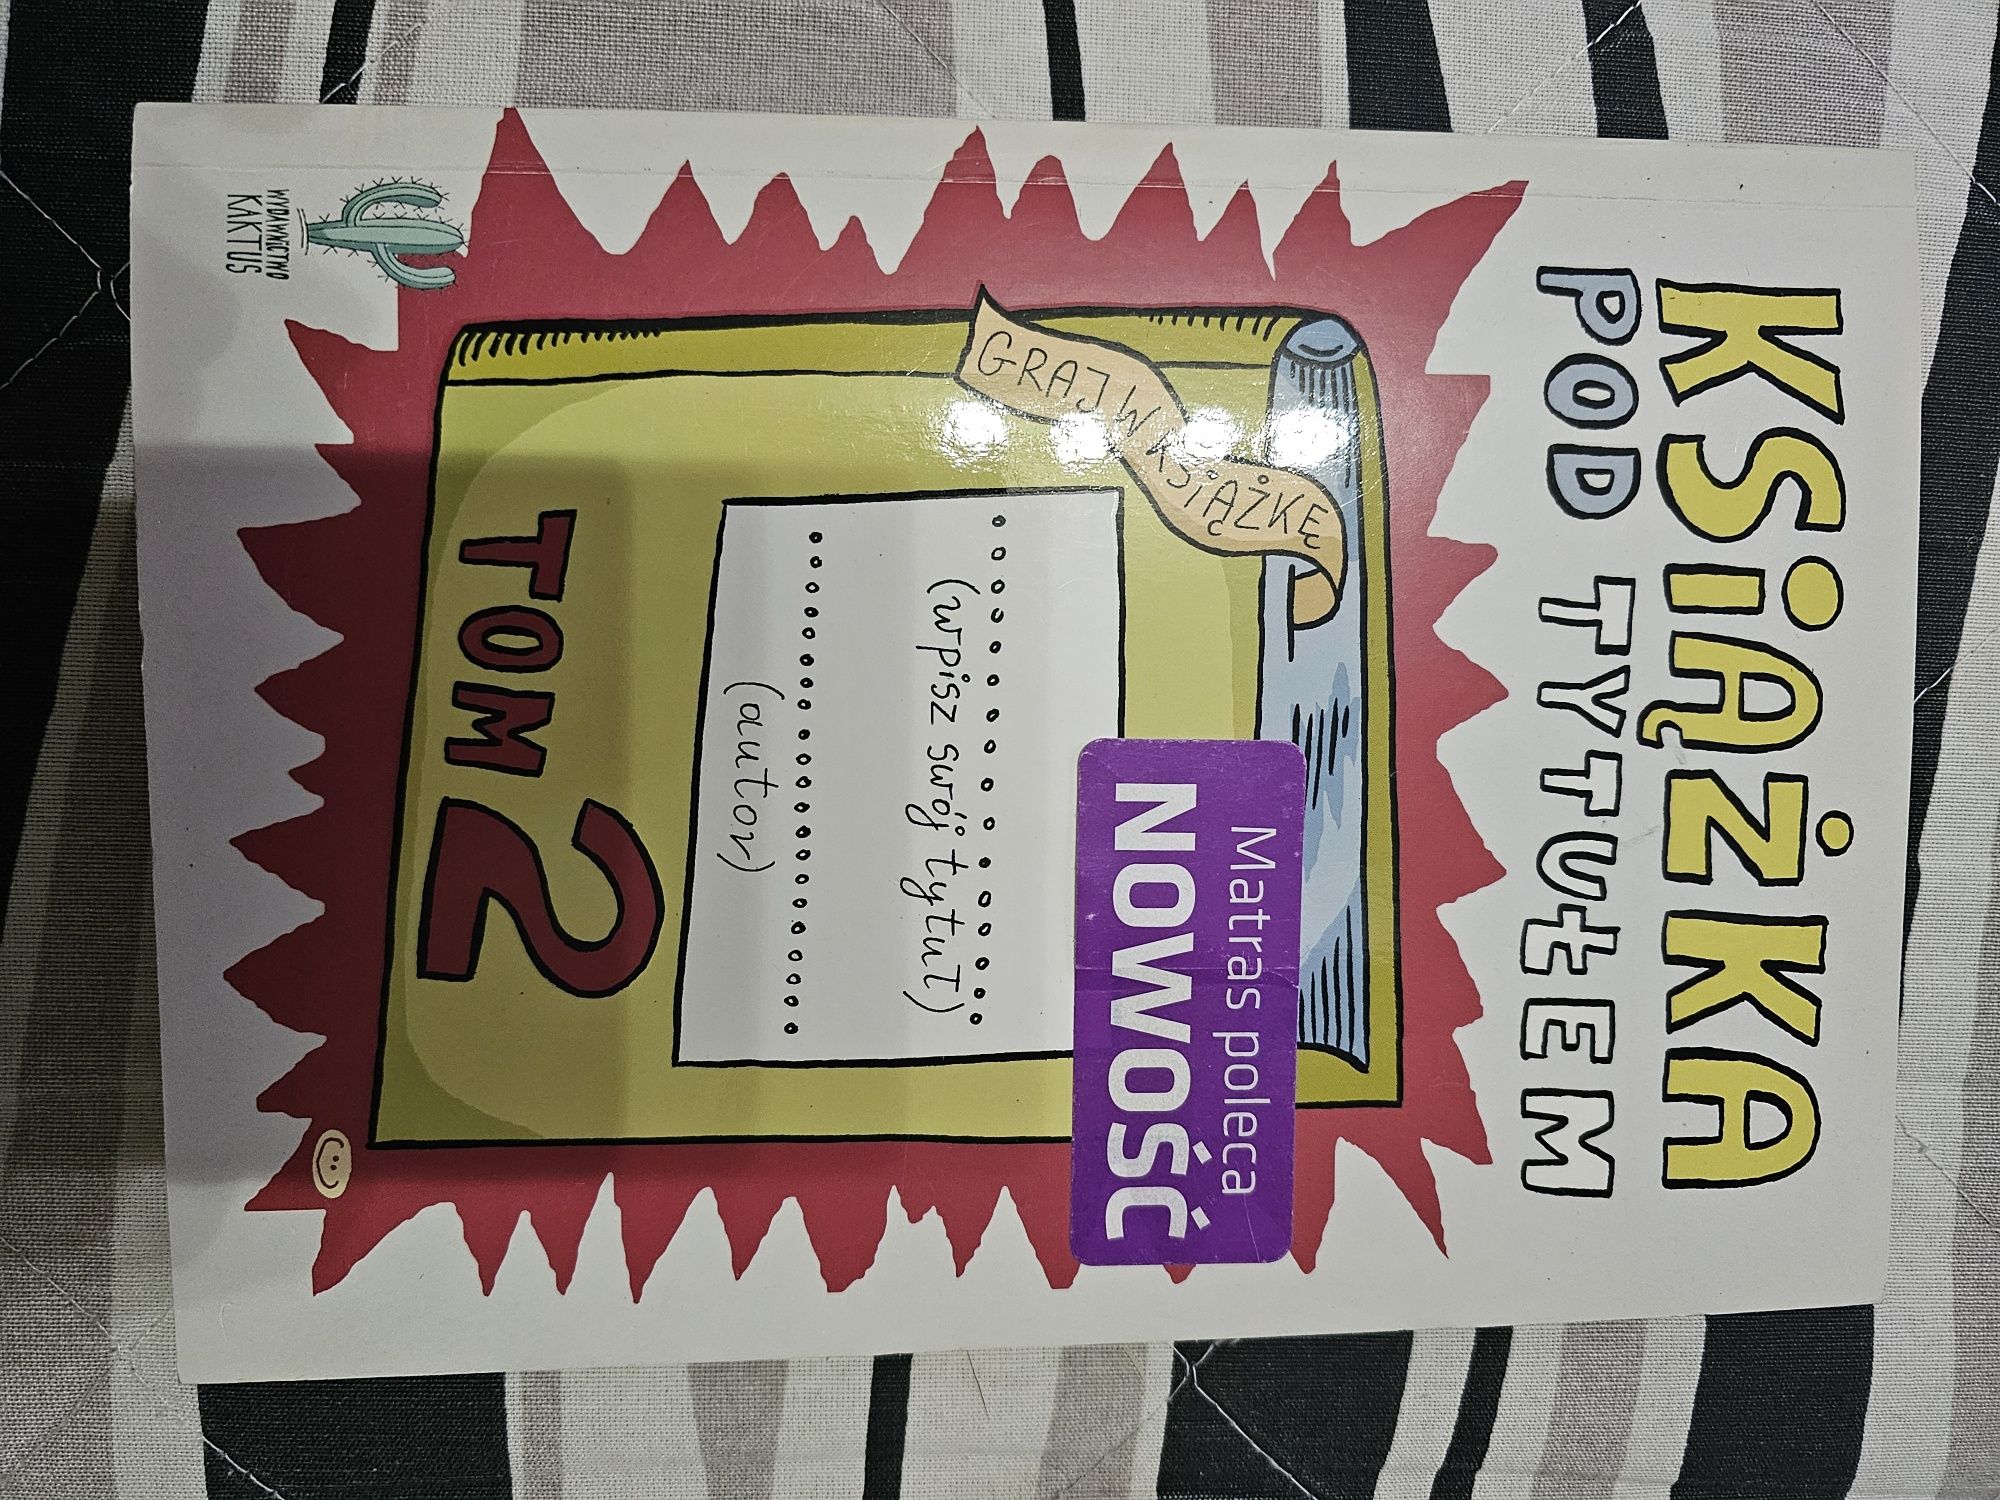 KSiĄŻKA
POD TYTUŁEM
GRAJ W KSiĄŻKĘ
Matras poleca
NOWOŚĆ
(wpisz swój tytuł)
(autor)
TOM 2
WYDAWNICTWO
KAKTUS